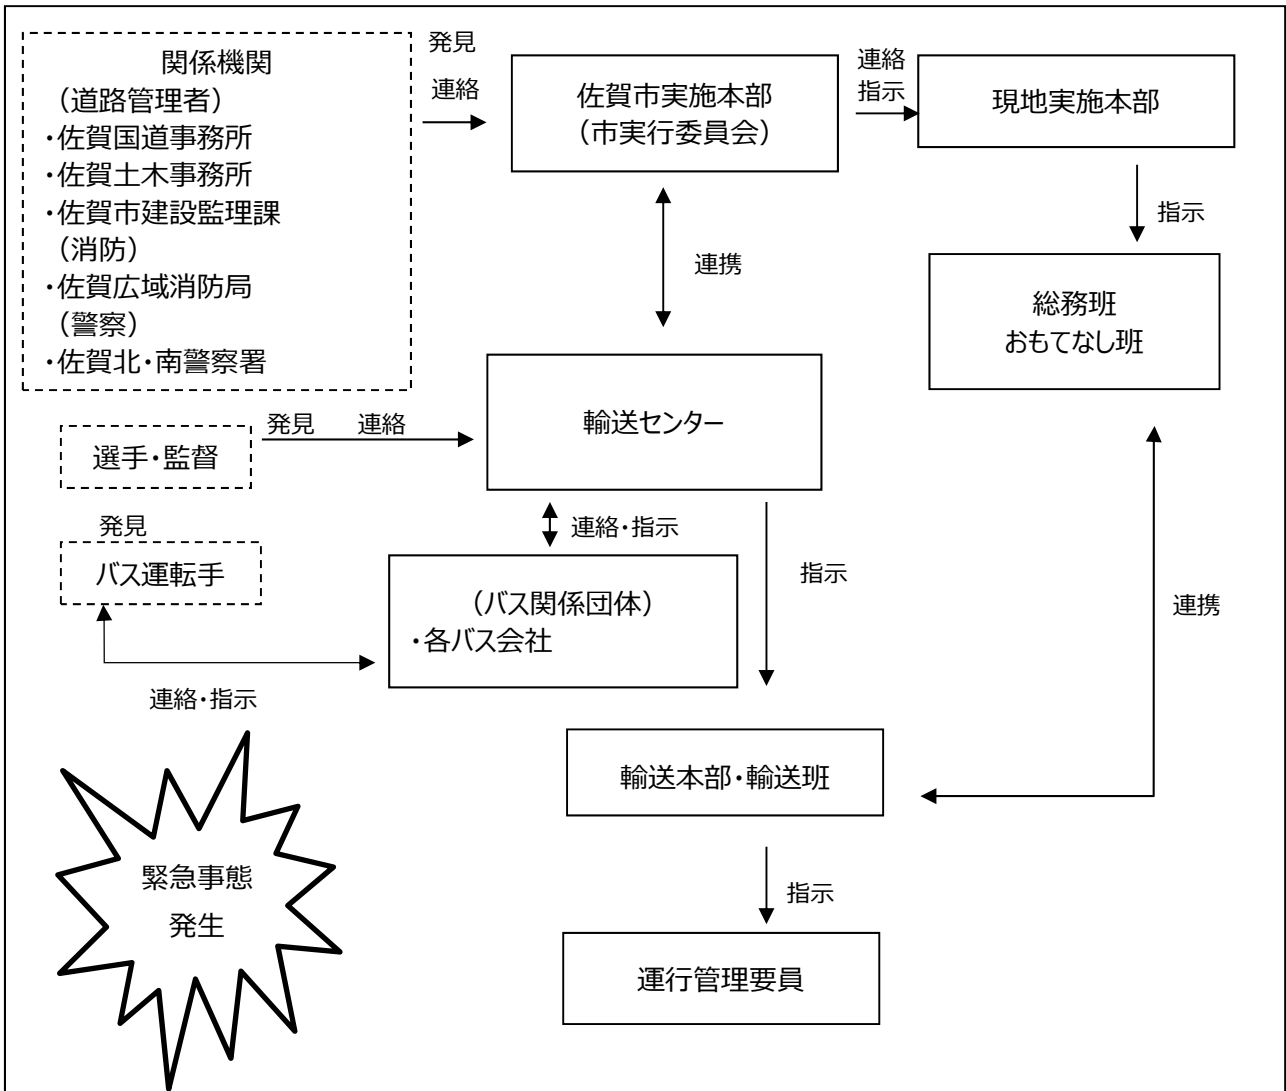 関係機関
（道路管理者）
・佐賀国道事務所
・佐賀土木事務所
・佐賀市建設監理課
（消防）
・佐賀広域消防局
（警察）
・佐賀北・南警察署
発見
連絡
佐賀市実施本部
（市実行委員会）
連絡
指示
現地実施本部
指示
連携
総務班
おもてなし班
選手・監督
発見 連絡
輸送センター
発見
バス運転手
連絡・指示
（バス関係団体）
・各バス会社
指示
連携
連絡・指示
輸送本部・輸送班
緊急事態
発生
指示
運行管理要員